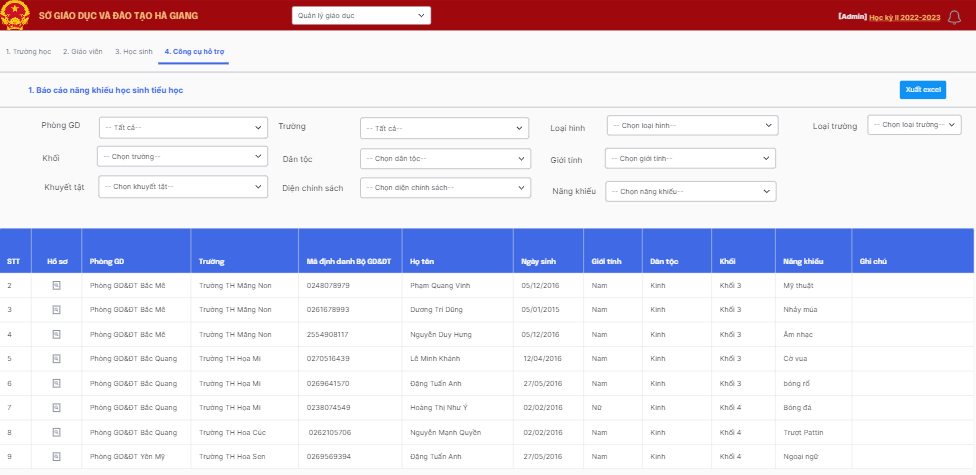 SỞ GIÁO DỤC VÀ ĐÀO TẠO HÀ GIANG Quản lý giáo dục [Admin] Học kỳ II 2022-2023
1. Trường học 2. Giáo viên 3. Học sinh 4. Công cụ hỗ trợ
1. Báo cáo năng khiếu học sinh tiểu học Xuất excel
Phòng GD -- Tất cả-- Trường -- Tất cả-- Loại hình -- Chọn loại hình-- Loại trường -- Chọn loại trường--
Khối -- Chọn trường-- Dân tộc -- Chọn dân tộc-- Giới tính -- Chọn giới tính--
Khuyết tật -- Chọn khuyết tật-- Diện chính sách -- Chọn diện chính sách-- Năng khiếu -- Chọn năng khiếu--
STT Hồ sơ Phòng GD Trường Mã định danh Bộ GD&ĐT Họ tên Ngày sinh Giới tính Dân tộc Khối Năng khiếu Ghi chú
2 Phòng GD&ĐT Bắc Mê Trường TH Măng Non 0248078979 Phạm Quang Vinh 05/12/2016 Nam Kinh Khối 3 Mỹ thuật
3 Phòng GD&ĐT Bắc Mê Trường TH Măng Non 0261678993 Dương Trí Dũng 05/01/2015 Nam Kinh Khối 3 Nhảy múa
4 Phòng GD&ĐT Bắc Mê Trường TH Măng Non 2554908117 Nguyễn Duy Hưng 05/12/2016 Nam Kinh Khối 3 Âm nhạc
5 Phòng GD&ĐT Bắc Quang Trường TH Họa Mi 0270516439 Lê Minh Khánh 12/04/2016 Nam Kinh Khối 3 Cờ vua
6 Phòng GD&ĐT Bắc Quang Trường TH Họa Mi 0269641570 Đặng Tuấn Anh 27/05/2016 Nam Kinh Khối 3 bóng rổ
7 Phòng GD&ĐT Bắc Quang Trường TH Họa Mi 0238074549 Hoàng Thị Như Ý 02/02/2016 Nữ Kinh Khối 4 Bóng đá
8 Phòng GD&ĐT Bắc Quang Trường TH Hoa Cúc 0262105706 Nguyễn Mạnh Quyền 02/02/2016 Nam Kinh Khối 4 Trượt Pattin
9 Phòng GD&ĐT Yên Mỹ Trường TH Hoa Sen 0269569394 Đặng Tuấn Anh 27/05/2016 Nam Kinh Khối 4 Ngoại ngữ